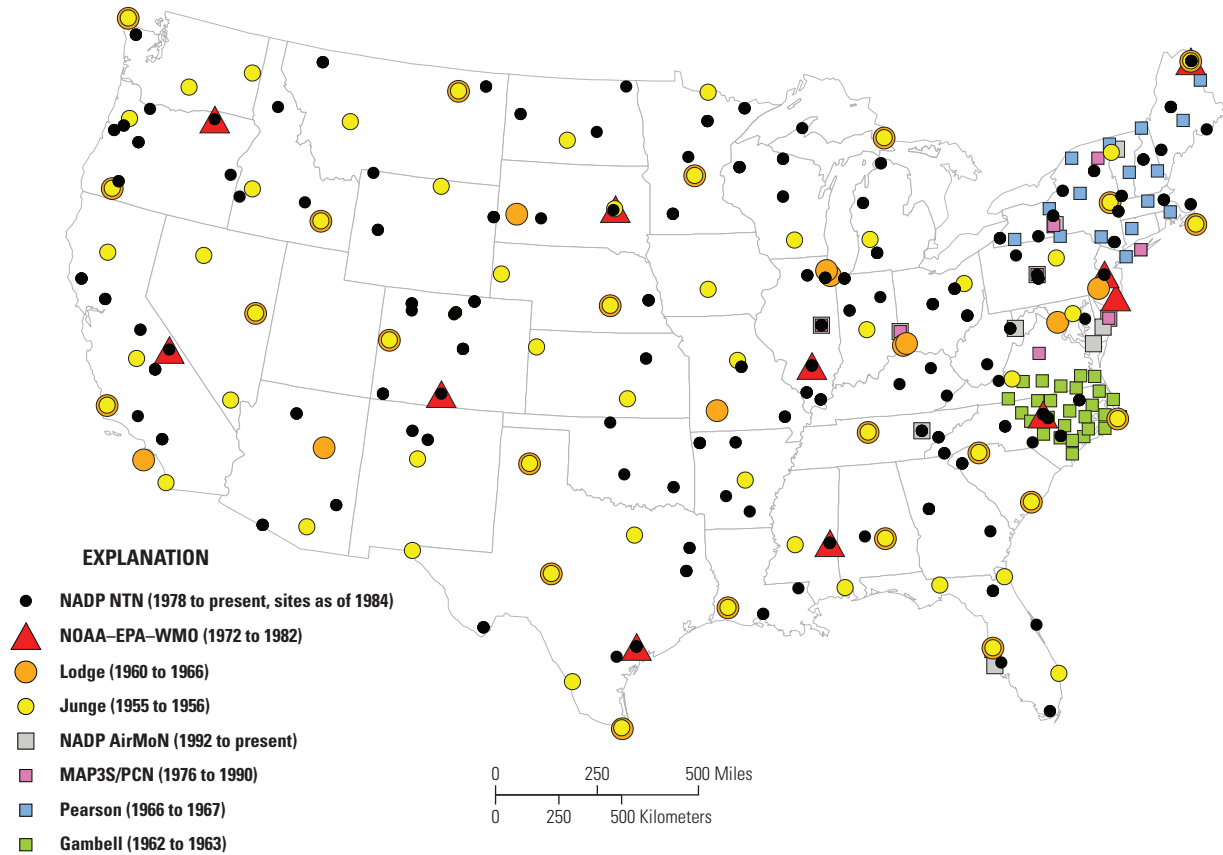 EXPLANATION
NADP NTN (1978 to present, sites as of 1984)
NOAA–EPA–WMO (1972 to 1982)
Lodge (1960 to 1966)
Junge (1955 to 1956)
NADP AirMoN (1992 to present)
MAP3S/PCN (1976 to 1990)
Pearson (1966 to 1967)
Gambell (1962 to 1963)
0 250 500 Miles
0 250 500 Kilometers